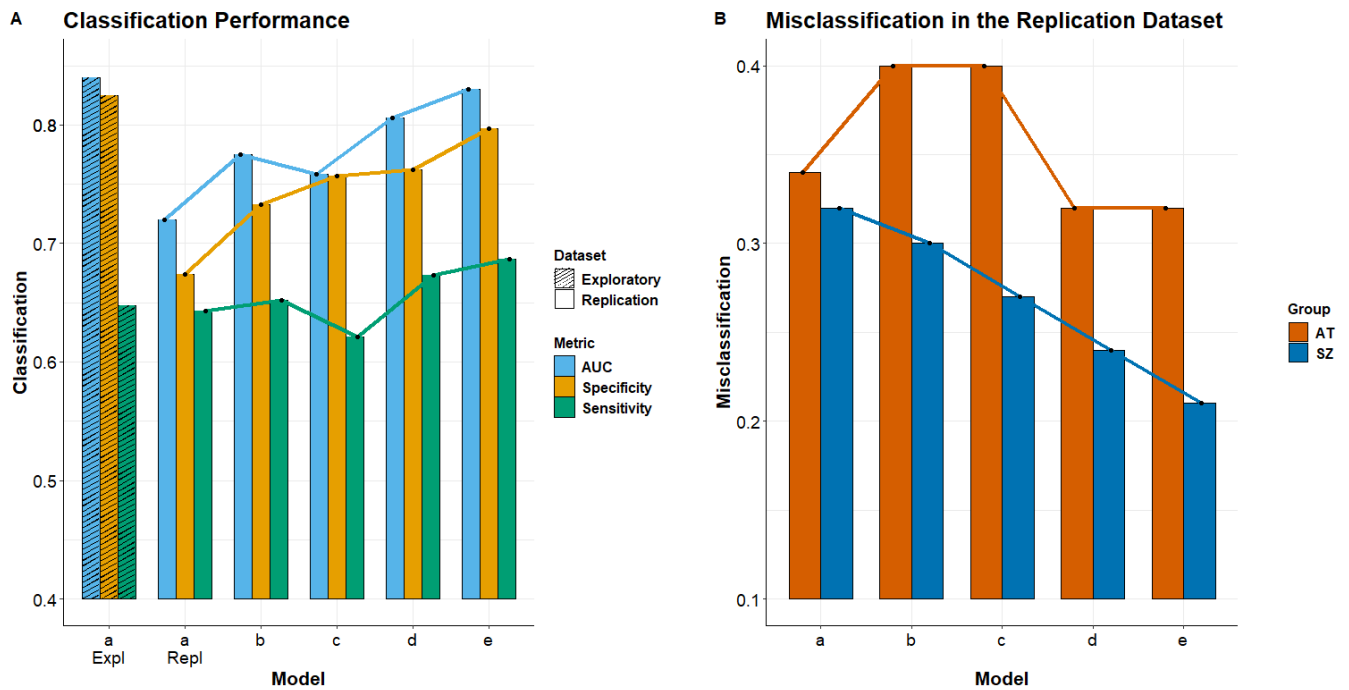 A
Classification Performance
Classification
0.8
0.7
0.6
0.5
0.4
a
Expl
a
Repl
b
c
d
e
Model
Dataset
Exploratory
Replication
Metric
AUC
Specificity
Sensitivity
B
Misclassification in the Replication Dataset
Misclassification
0.4
0.3
0.2
0.1
a
b
c
d
e
Model
Group
AT
SZ